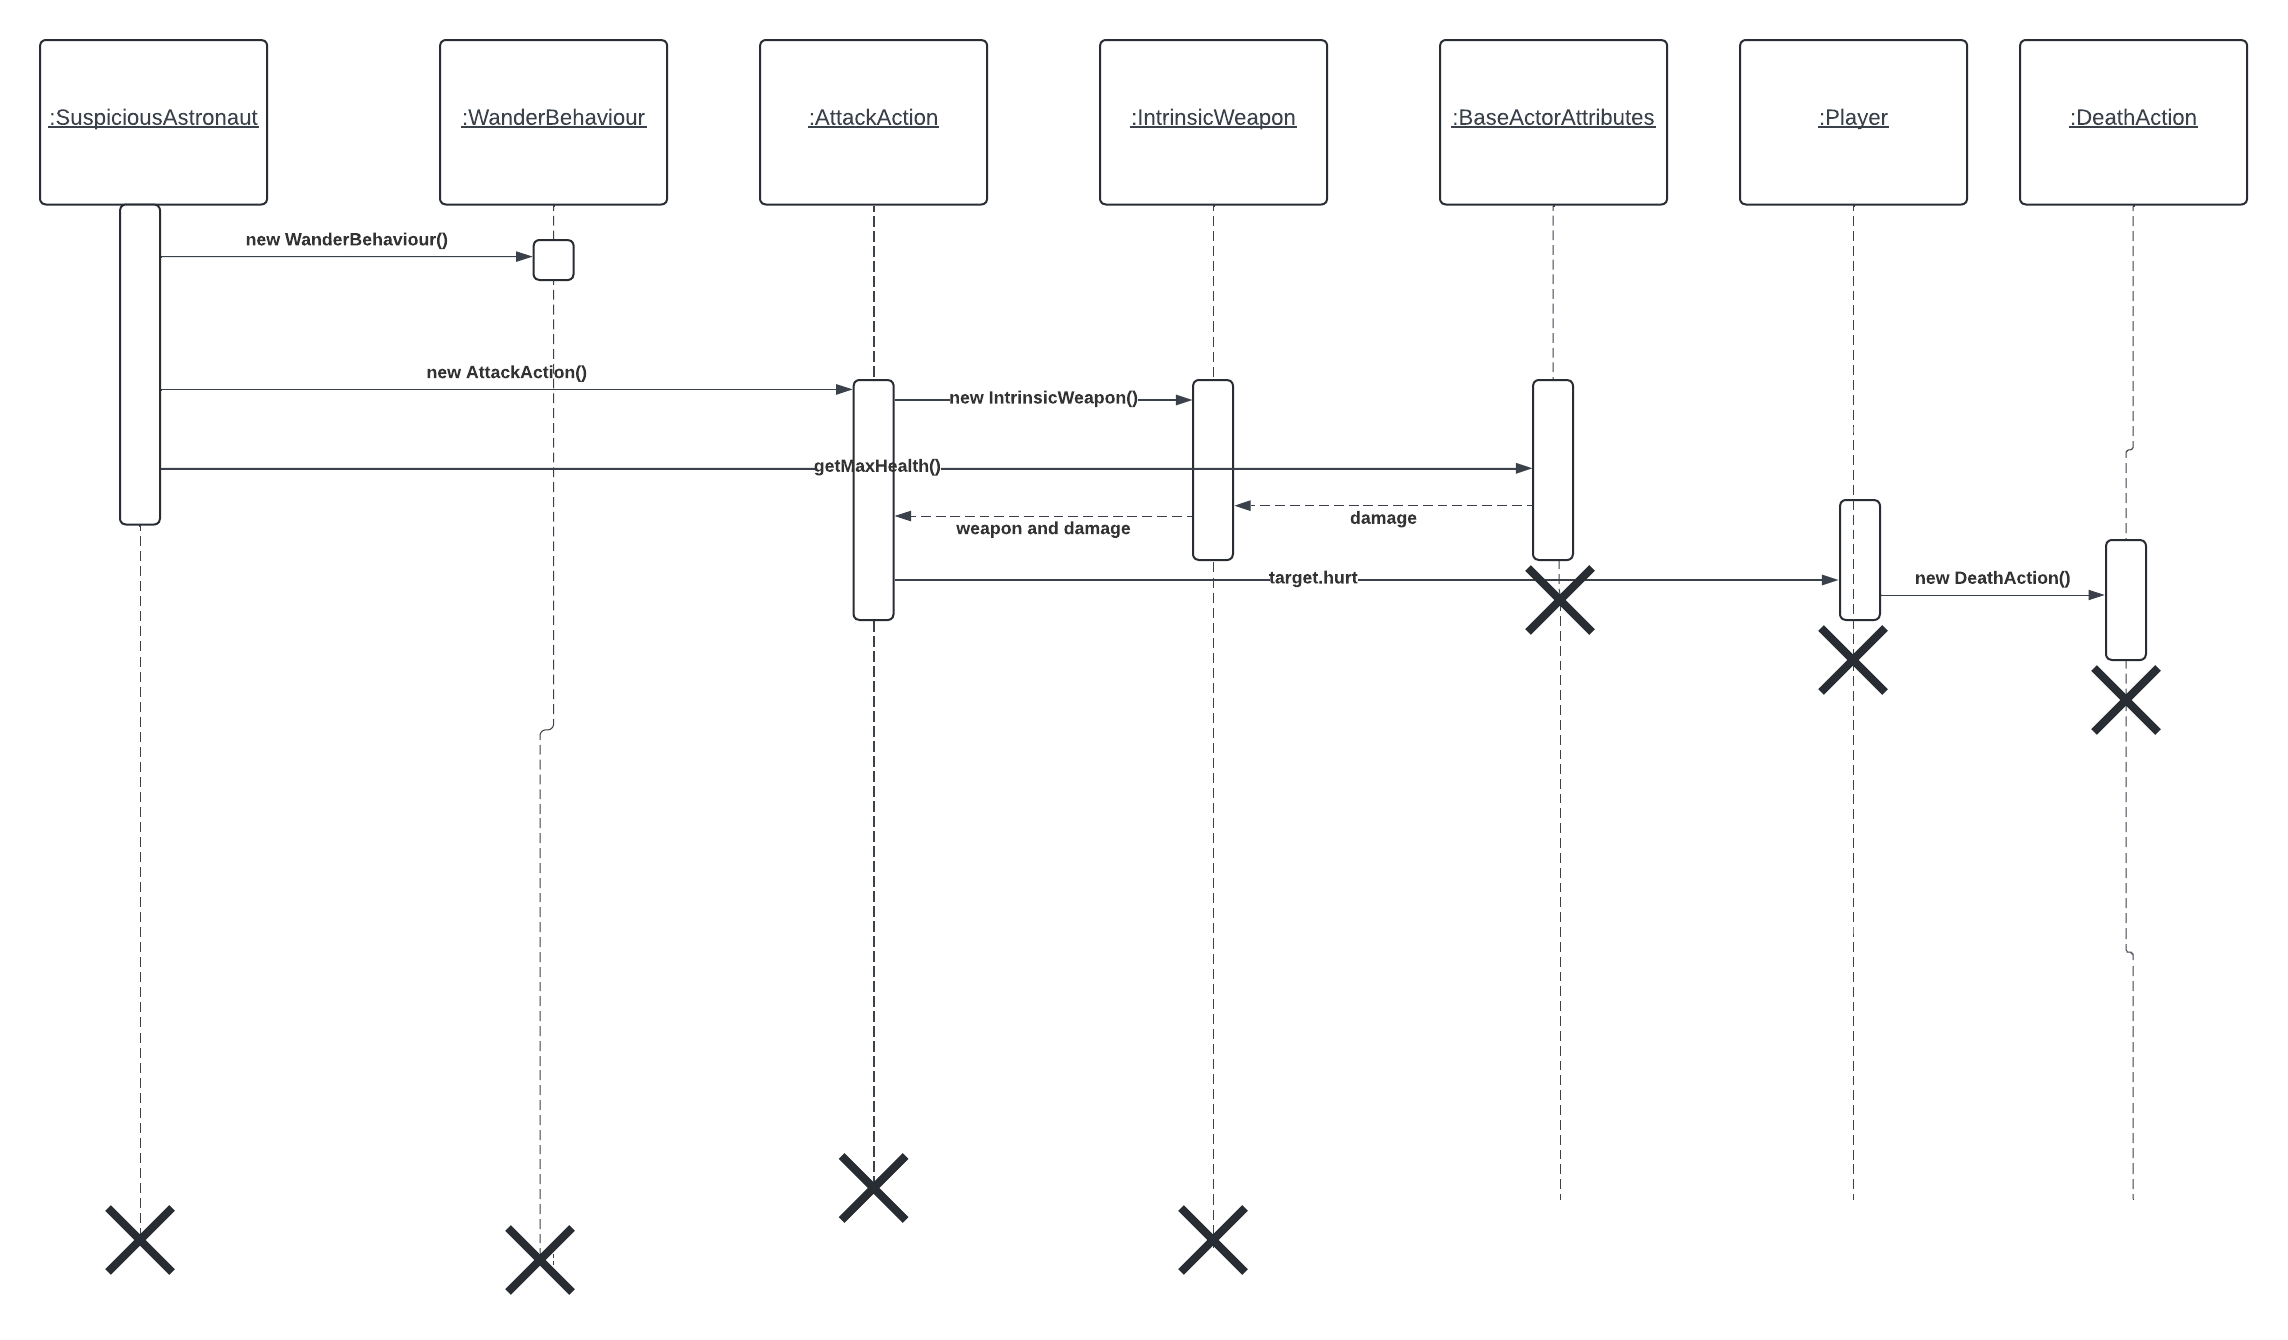 :SuspiciousAstronaut
:WanderBehaviour
:AttackAction
:IntrinsicWeapon
:BaseActorAttributes
:Player
:DeathAction
new WanderBehaviour()
new AttackAction()
new IntrinsicWeapon()
getMaxHealth()
damage
weapon and damage
target.hurt
new DeathAction()